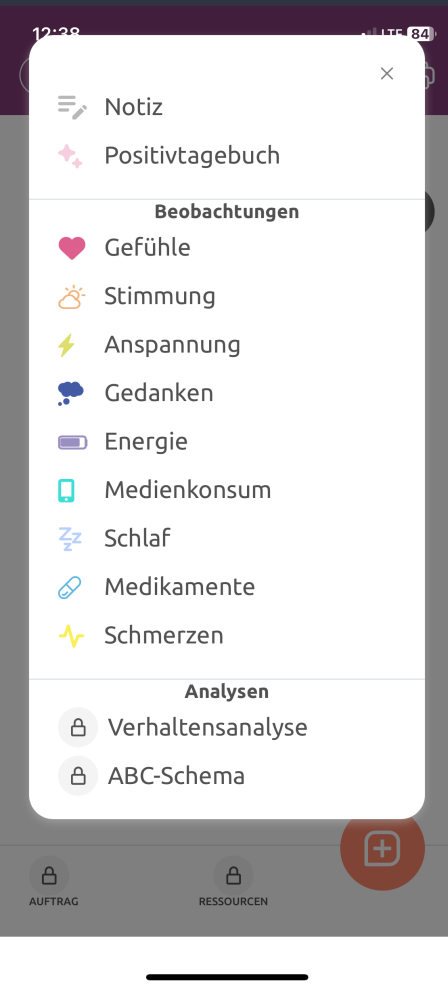 12:38
LTE 84
Notiz
Positivtagebuch
Beobachtungen
Gefühle
Stimmung
Anspannung
Gedanken
Energie
Medienkonsum
Schlaf
Medikamente
Schmerzen
Analysen
Verhaltensanalyse
ABC-Schema
AUFTRAG
RESSOURCEN